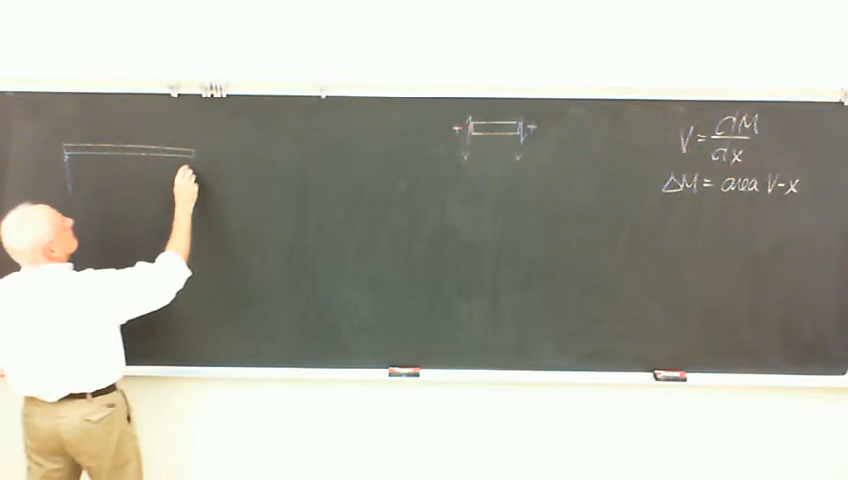 + +
V V
V = dM/dx
ΔM = area V-x